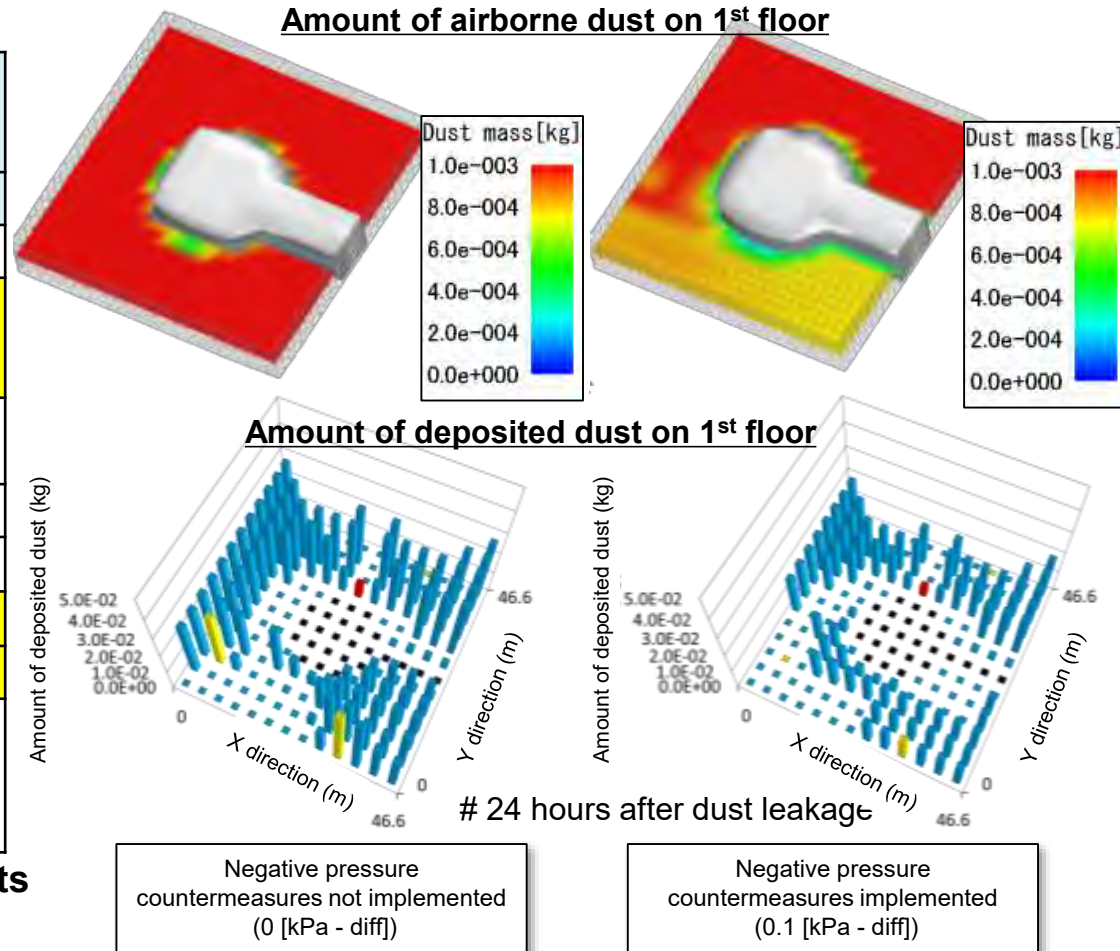 Amount of airborne dust on 1st floor
Dust mass[kg]
1.0e-003
8.0e-004
6.0e-004
4.0e-004
2.0e-004
0.0e+000
Dust mass[kg]
1.0e-003
8.0e-004
6.0e-004
4.0e-004
2.0e-004
0.0e+000
Amount of deposited dust on 1st floor
Amount of deposited dust (kg)
5.0E-02
4.0E-02
3.0E-02
2.0E-02
1.0E-02
0.0E+00
0
X direction (m)
46.6
0
Y direction (m)
46.6
Amount of deposited dust (kg)
5.0E-02
4.0E-02
3.0E-02
2.0E-02
1.0E-02
0.0E+00
0
X direction (m)
46.6
0
Y direction (m)
46.6
# 24 hours after dust leakage
ts
Negative pressure
countermeasures not implemented
(0 [kPa - diff])
Negative pressure
countermeasures implemented
(0.1 [kPa - diff])